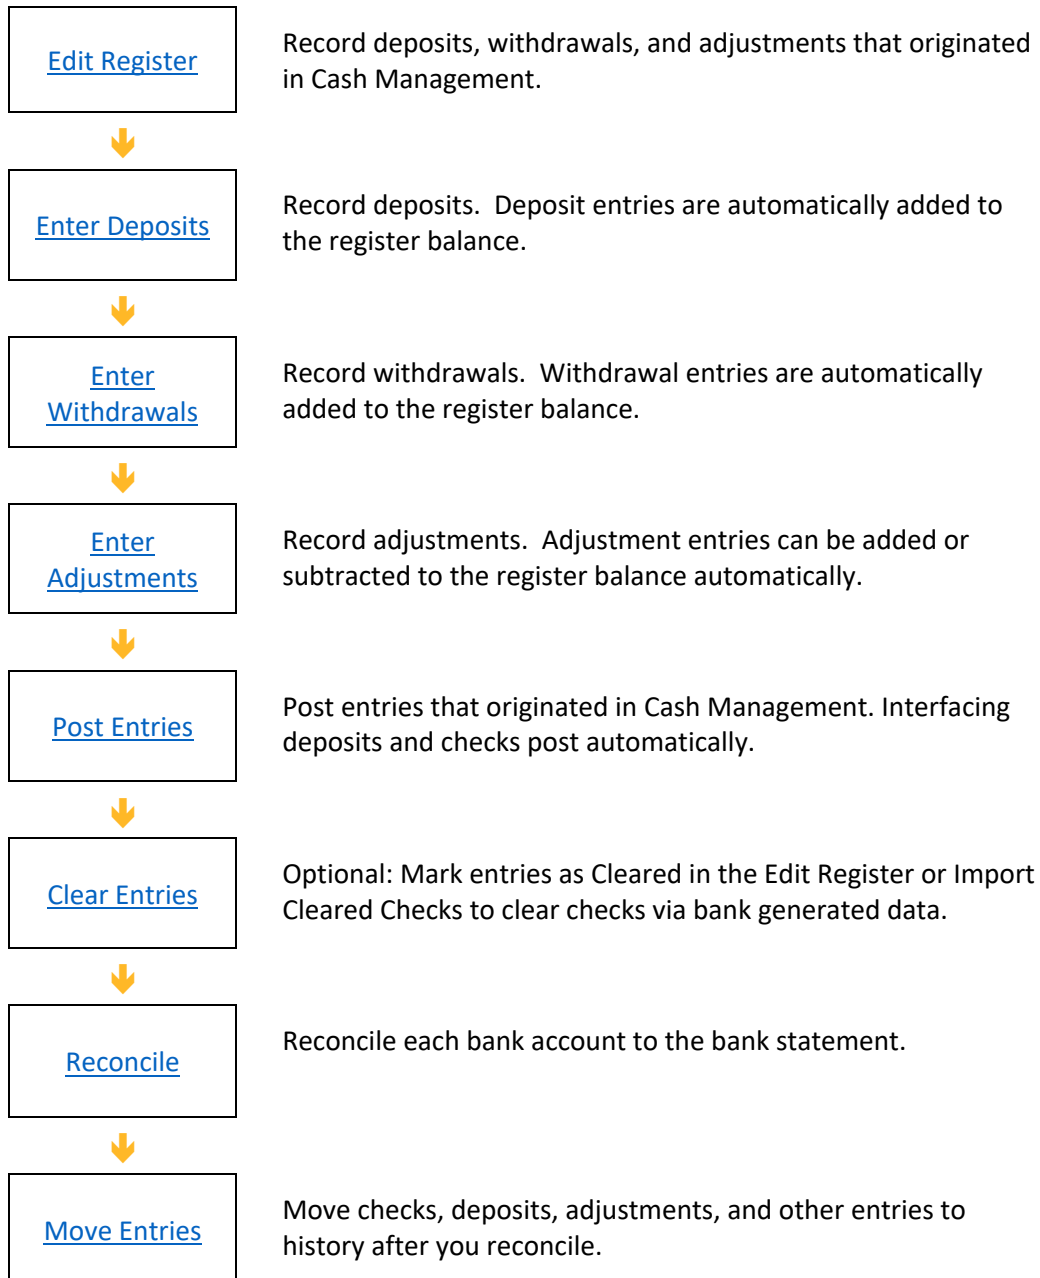 Edit Register
Record deposits, withdrawals, and adjustments that originated
in Cash Management.
Enter Deposits
Record deposits.  Deposit entries are automatically added to
the register balance.
Enter
Withdrawals
Record withdrawals.  Withdrawal entries are automatically
added to the register balance.
Enter
Adjustments
Record adjustments.  Adjustment entries can be added or
subtracted to the register balance automatically.
Post Entries
Post entries that originated in Cash Management. Interfacing
deposits and checks post automatically.
Clear Entries
Optional: Mark entries as Cleared in the Edit Register or Import
Cleared Checks to clear checks via bank generated data.
Reconcile
Reconcile each bank account to the bank statement.
Move Entries
Move checks, deposits, adjustments, and other entries to
history after you reconcile.